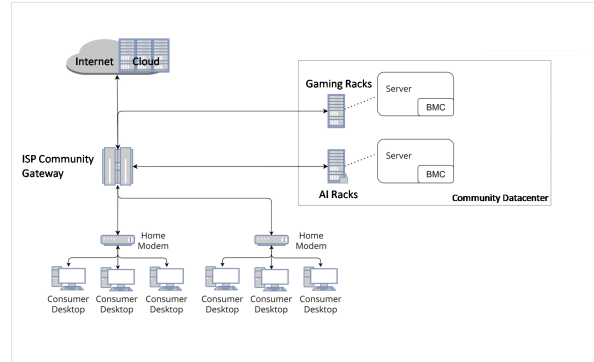 Internet
Cloud
Gaming Racks
Server
BMC
ISP Community
Gateway
Server
BMC
AI Racks
Community Datacenter
Home
Modem
Home
Modem
Consumer
Desktop
Consumer
Desktop
Consumer
Desktop
Consumer
Desktop
Consumer
Desktop
Consumer
Desktop